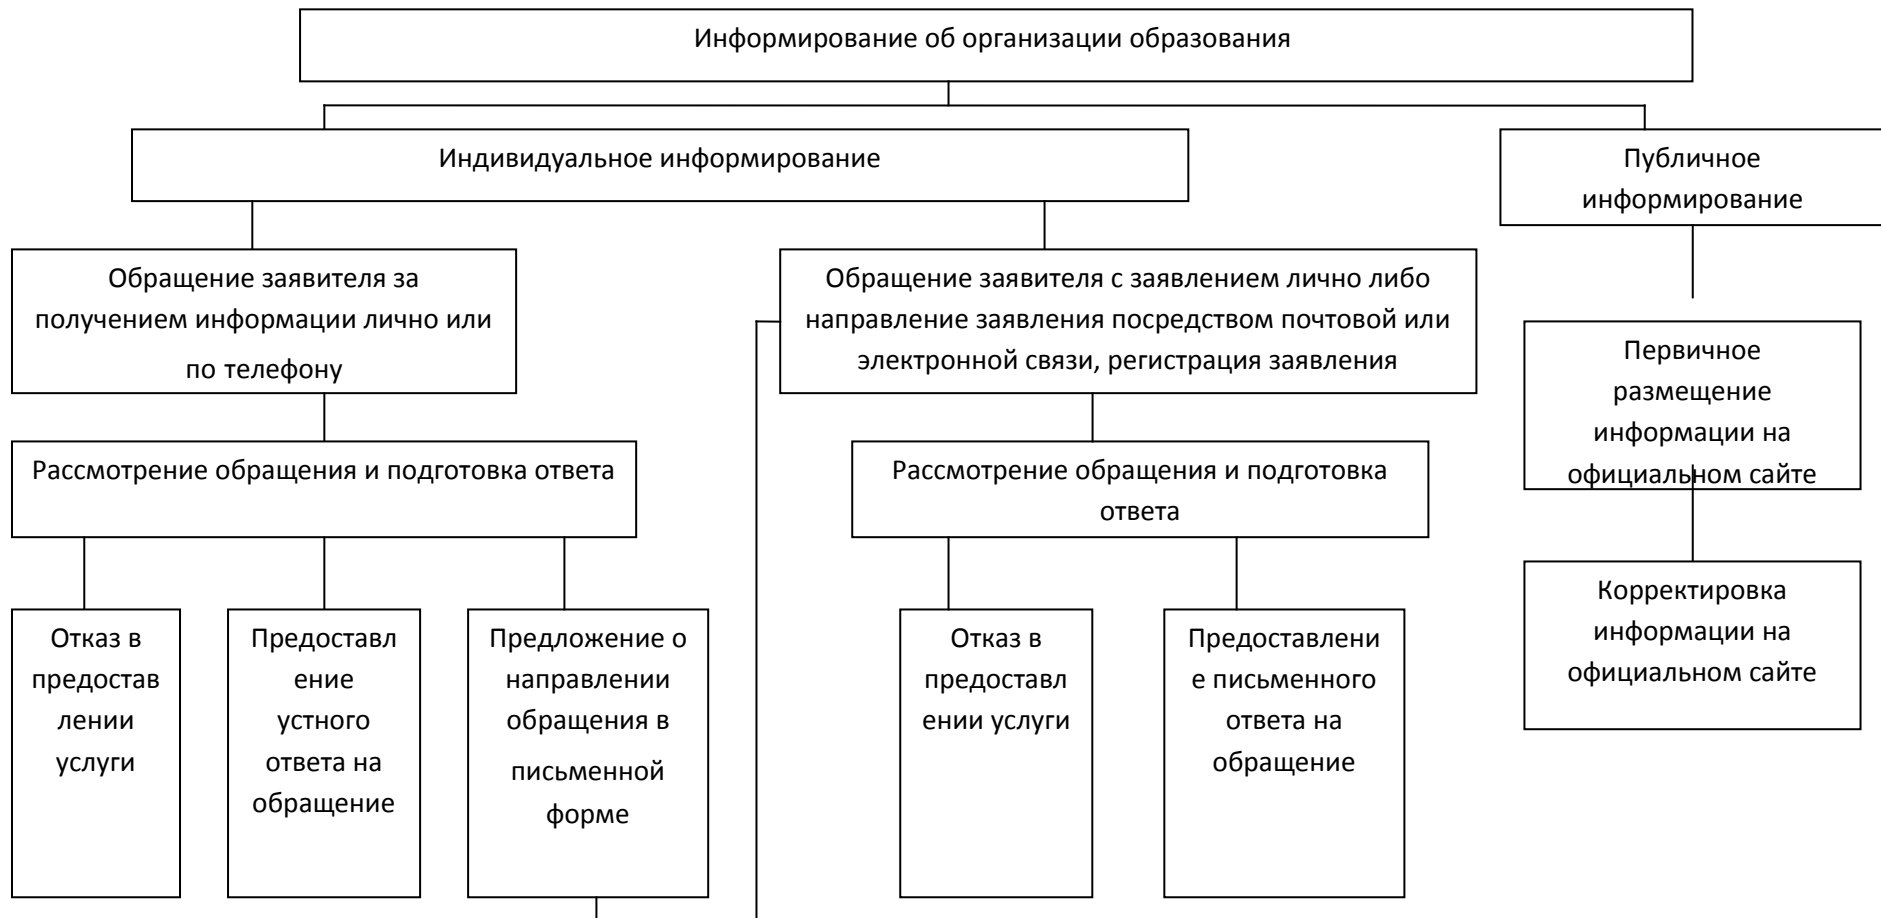 Информирование об организации образования
Индивидуальное информирование
Публичное
информирование
Обращение заявителя за
получением информации лично или
по телефону
Обращение заявителя с заявлением лично либо
направление заявления посредством почтовой или
электронной связи, регистрация заявления
Первичное
размещение
информации на
официальном сайте
Рассмотрение обращения и подготовка ответа
Рассмотрение обращения и подготовка
ответа
Корректировка
информации на
официальном сайте
Отказ в
предостав
лении
услуги
Предоставл
ение
устного
ответа на
обращение
Предложение о
направлении
обращения в
письменной
форме
Отказ в
предоставл
ении услуги
Предоставлени
е письменного
ответа на
обращение